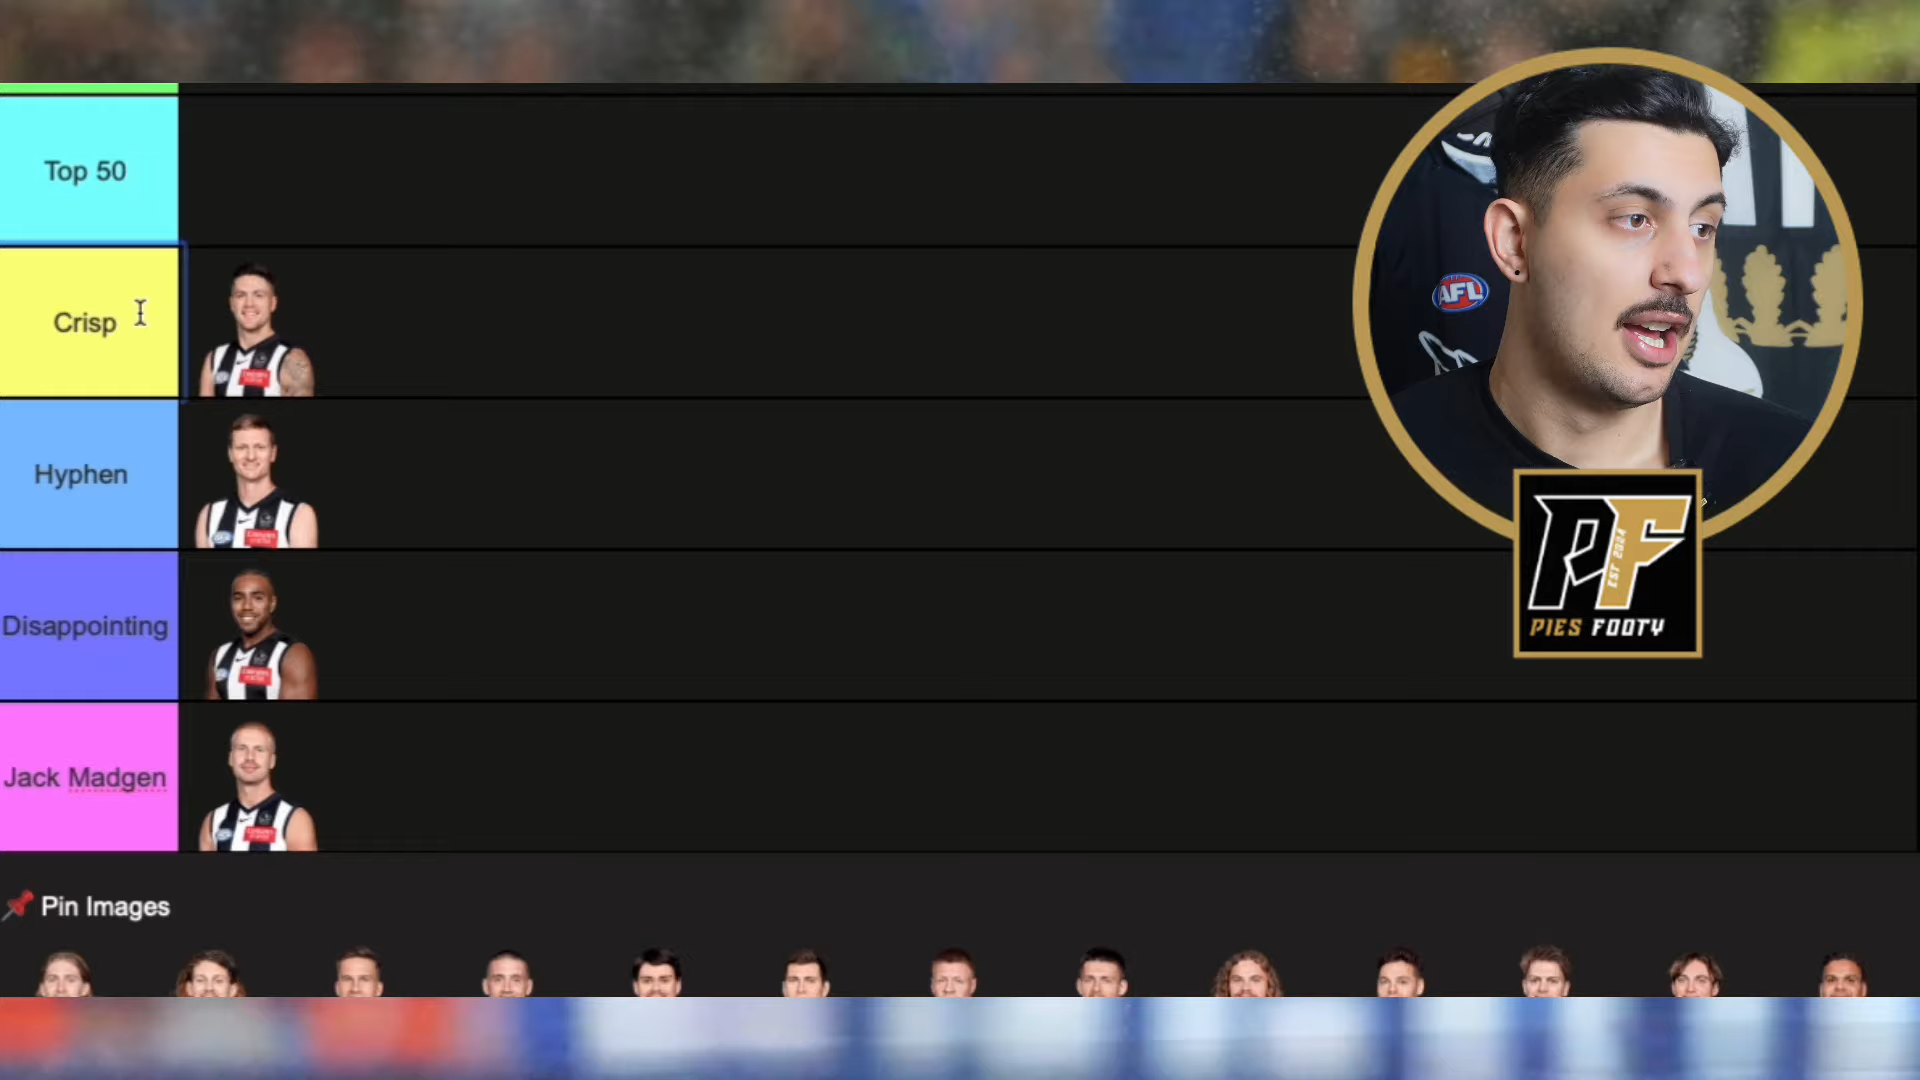 Top 50
AFL
Crisp
Hyphen
EST 2024
PF
PIES FOOTY
Disappointing
Jack Madgen
Pin Images